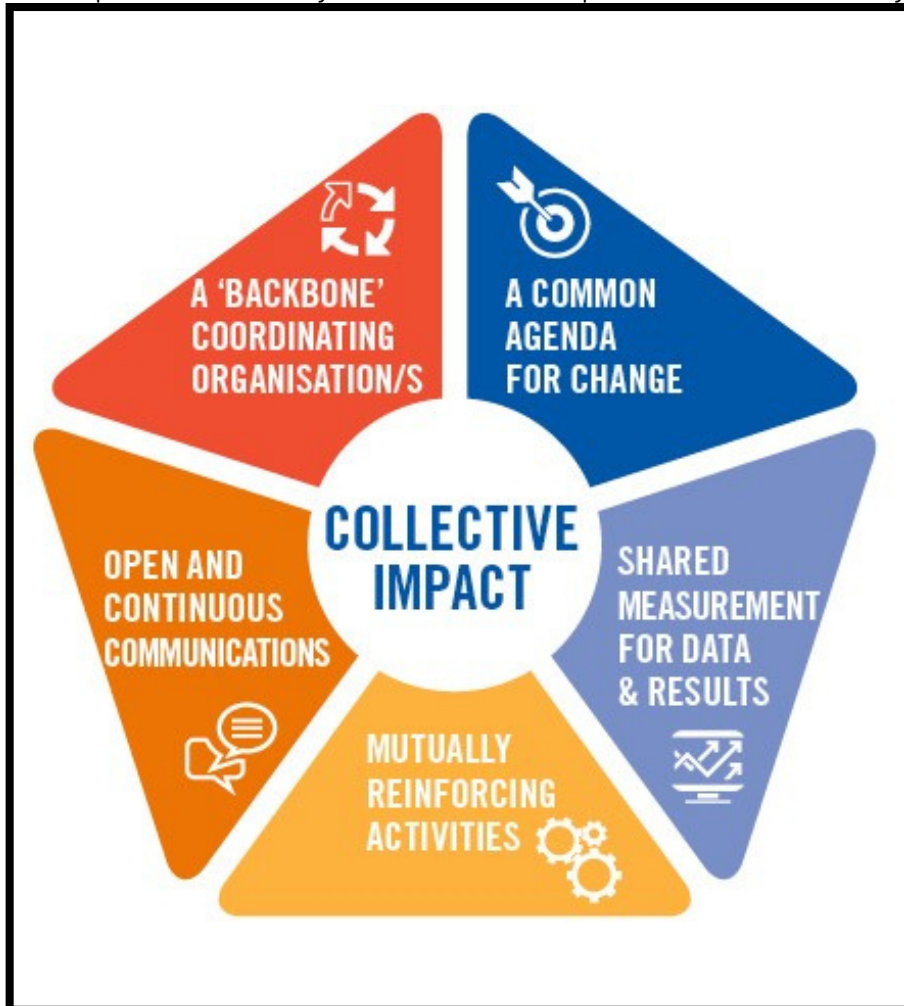 A 'BACKBONE'
COORDINATING
ORGANISATION/S
A COMMON
AGENDA
FOR CHANGE
COLLECTIVE
IMPACT
OPEN AND
CONTINUOUS
COMMUNICATIONS
SHARED
MEASUREMENT
FOR DATA
& RESULTS
MUTUALLY
REINFORCING
ACTIVITIES